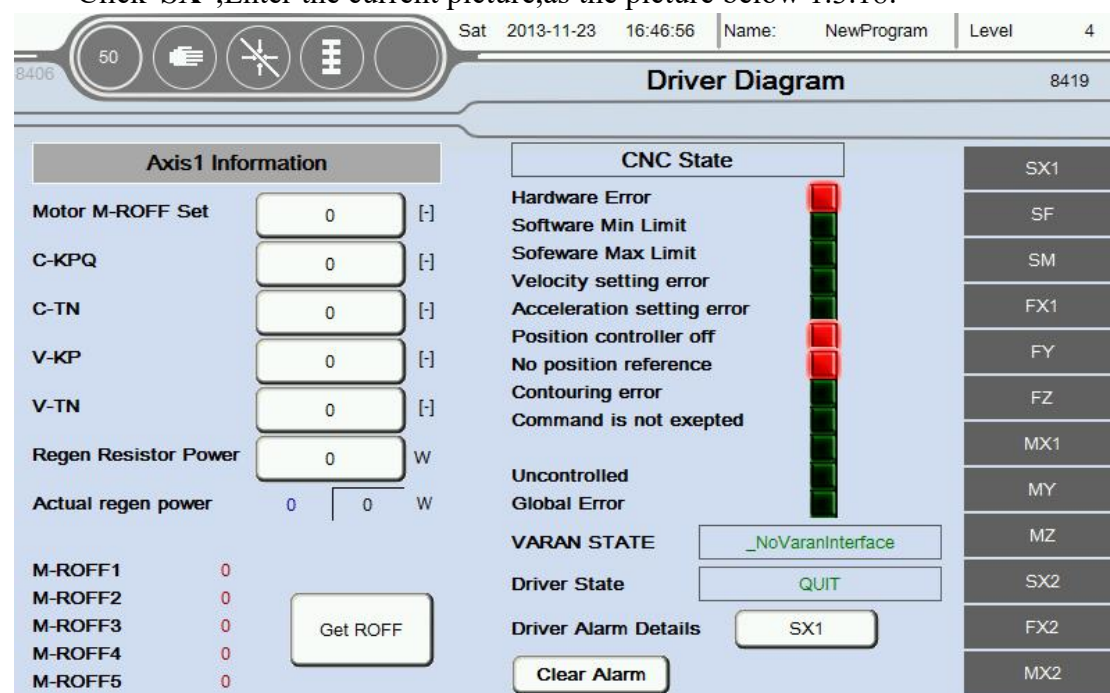 Click "SX",Enter the current picture,as the picture below 1.3.18:
Sat 2013-11-23 16:46:56 Name: NewProgram Level 4
50
8406
Driver Diagram 8419
Axis1 Information
Motor M-ROFF Set 0 [-]
C-KPQ 0 [-]
C-TN 0 [-]
V-KP 0 [-]
V-TN 0 [-]
Regen Resistor Power 0 W
Actual regen power 0 0 W
M-ROFF1 0
M-ROFF2 0
M-ROFF3 0
M-ROFF4 0
M-ROFF5 0
Get ROFF
CNC State
Hardware Error
Software Min Limit
Sofeware Max Limit
Velocity setting error
Acceleration setting error
Position controller off
No position reference
Contouring error
Command is not exepted
Uncontrolled
Global Error
VARAN STATE _NoVaranInterface
Driver State QUIT
Driver Alarm Details SX1
Clear Alarm
SX1
SF
SM
FX1
FY
FZ
MX1
MY
MZ
SX2
FX2
MX2